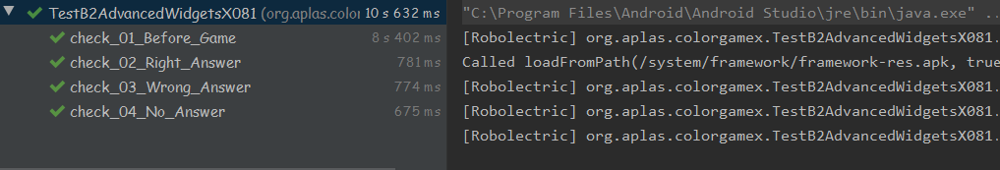 TestB2AdvancedWidgetsX081 (org.aplas.color 10 s 632 ms
check_01_Before_Game 8 s 402 ms
check_02_Right_Answer 781 ms
check_03_Wrong_Answer 774 ms
check_04_No_Answer 675 ms
"C:\Program Files\Android\Android Studio\jre\bin\java.exe" ..
[Robolectric] org.aplas.colorgamex.TestB2AdvancedWidgetsX081.
Called loadFromPath(/system/framework/framework-res.apk, true
[Robolectric] org.aplas.colorgamex.TestB2AdvancedWidgetsX081.
[Robolectric] org.aplas.colorgamex.TestB2AdvancedWidgetsX081.
[Robolectric] org.aplas.colorgamex.TestB2AdvancedWidgetsX081.